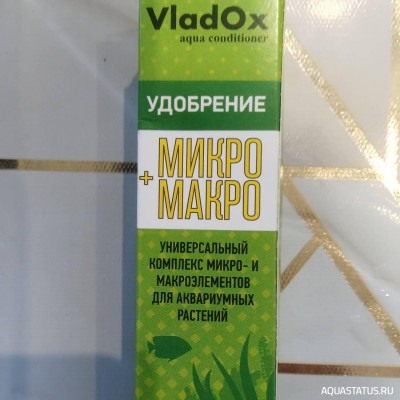 VladOx
aqua conditioner
УДОБРЕНИЕ
МИКРО
+
МАКРО
УНИВЕРСАЛЬНЫЙ
КОМПЛЕКС МИКРО- И
МАКРОЭЛЕМЕНТОВ
ДЛЯ АКВАРИУМНЫХ
РАСТЕНИЙ
AQUASTATUS.RU